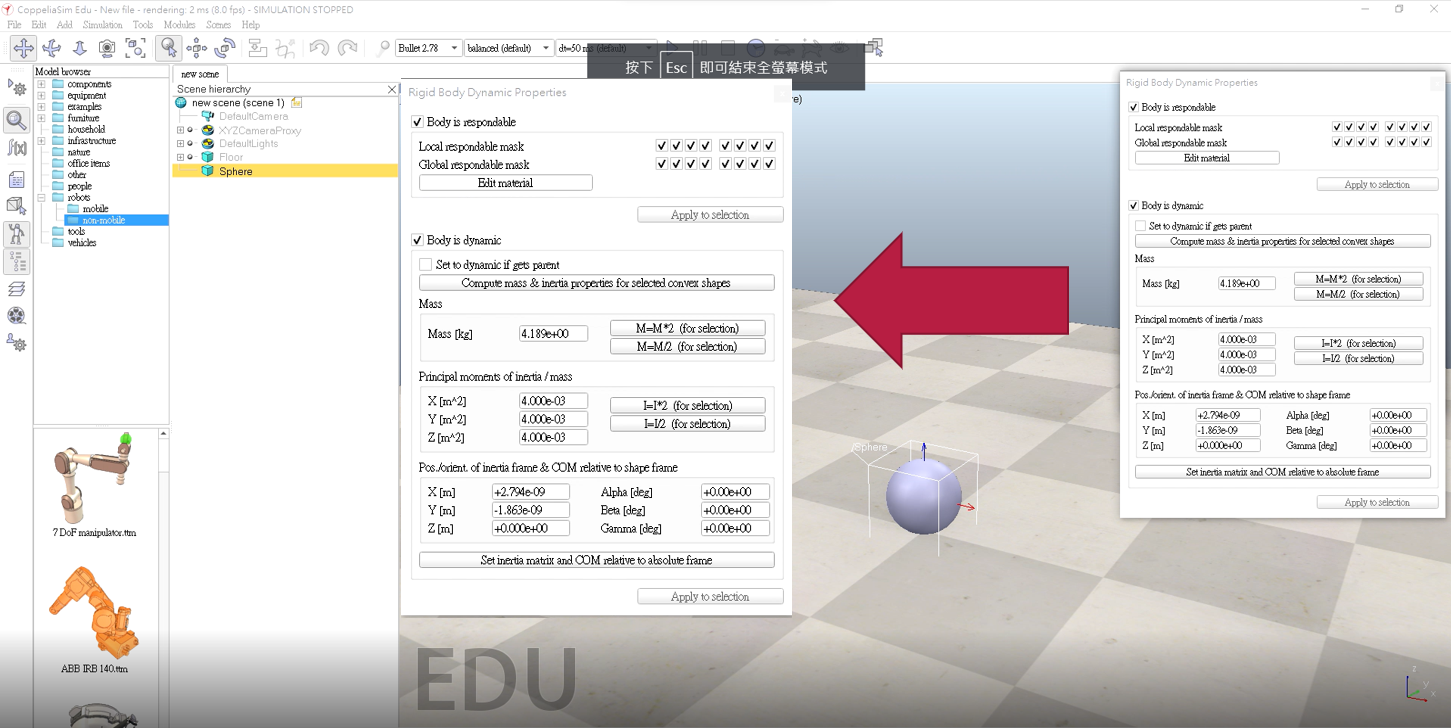 CoppeliaSim Edu - New file - rendering: 2 ms (8.0 fps) - SIMULATION STOPPED
File Edit Add Simulation Tools Modules Scenes Help
Bullet 2.78 balanced (default) dt=50 ms (default)
按下 Esc 即可結束全螢幕模式
Model browser
components
equipment
examples
furniture
household
infrastructure
nature
office items
other
people
robots
mobile
non-mobile
tools
vehicles
7 DoF manipulator.ttm
ABB IRB 140.ttm
new scene
Scene hierarchy
new scene (scene 1)
DefaultCamera
XYZCameraProxy
DefaultLights
Floor
Sphere
Rigid Body Dynamic Properties
Body is respondable
Local respondable mask
Global respondable mask
Edit material
Apply to selection
Body is dynamic
Set to dynamic if gets parent
Compute mass & inertia properties for selected convex shapes
Mass
Mass [kg] 4.189e+00 M=M*2 (for selection)
M=M/2 (for selection)
Principal moments of inertia / mass
X [m^2] 4.000e-03 I=I*2 (for selection)
Y [m^2] 4.000e-03 I=I/2 (for selection)
Z [m^2] 4.000e-03
Pos./orient. of inertia frame & COM relative to shape frame
X [m] +2.794e-09 Alpha [deg] +0.00e+00
Y [m] -1.863e-09 Beta [deg] +0.00e+00
Z [m] +0.000e+00 Gamma [deg] +0.00e+00
Set inertia matrix and COM relative to absolute frame
Apply to selection
EDU
/Sphere
Rigid Body Dynamic Properties
Body is respondable
Local respondable mask
Global respondable mask
Edit material
Apply to selection
Body is dynamic
Set to dynamic if gets parent
Compute mass & inertia properties for selected convex shapes
Mass
Mass [kg] 4.189e+00 M=M*2 (for selection)
M=M/2 (for selection)
Principal moments of inertia / mass
X [m^2] 4.000e-03 I=I*2 (for selection)
Y [m^2] 4.000e-03 I=I/2 (for selection)
Z [m^2] 4.000e-03
Pos./orient. of inertia frame & COM relative to shape frame
X [m] +2.794e-09 Alpha [deg] +0.00e+00
Y [m] -1.863e-09 Beta [deg] +0.00e+00
Z [m] +0.000e+00 Gamma [deg] +0.00e+00
Set inertia matrix and COM relative to absolute frame
Apply to selection
z
y
x